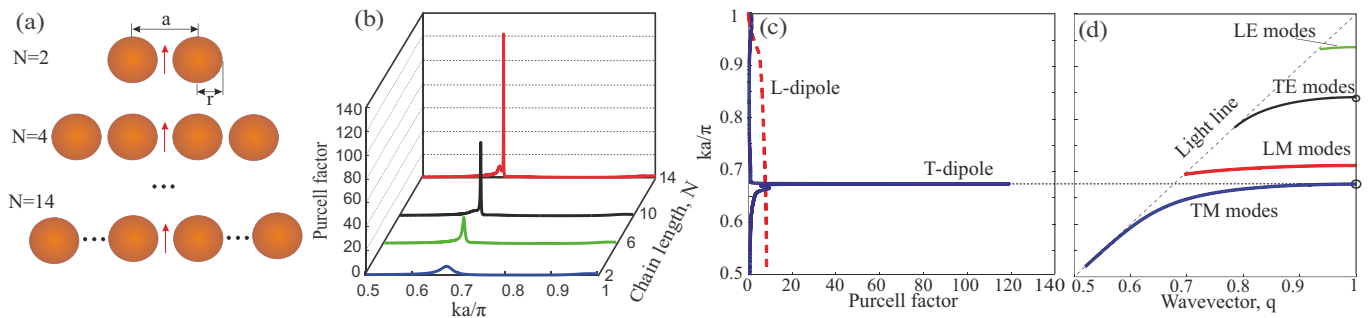 (a)
a
N=2
r
N=4
...
N=14
... ...
(b)
Purcell factor
140
120
100
80
60
40
20
0
0.5 0.6 0.7 0.8 0.9 1
ka/π
2
6
10
14
Chain length, N
(c)
ka/π
1
0.9
0.8
0.7
0.6
0.5
L-dipole
T-dipole
0 20 40 60 80 100 120 140
Purcell factor
(d)
LE modes
TE modes
Light line
LM modes
TM modes
0.5 0.6 0.7 0.8 0.9 1
Wavevector, q